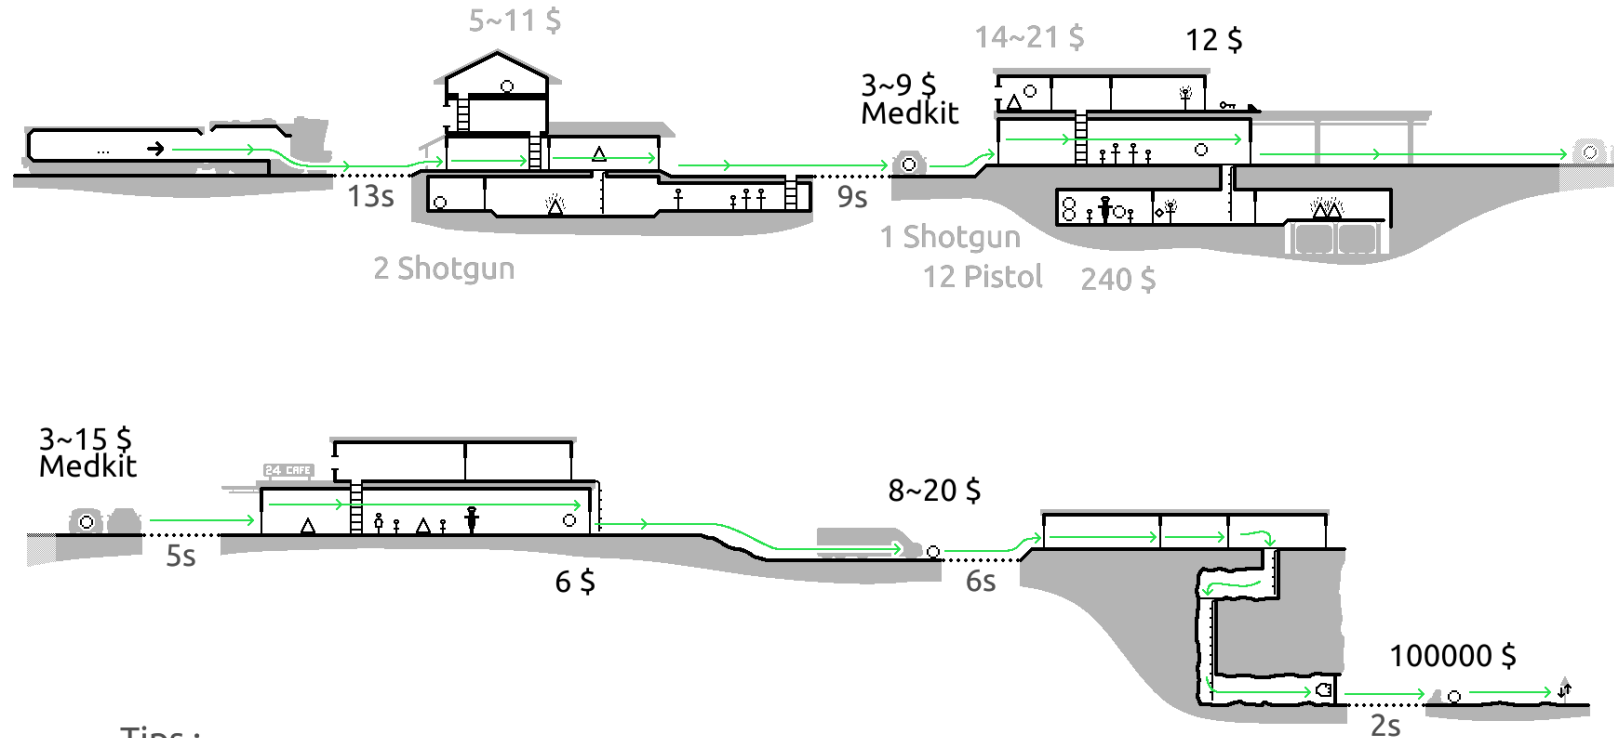 5~11 $
14~21 $
12 $
3~9 $
Medkit
...
13s
9s
1 Shotgun
2 Shotgun
12 Pistol
240 $
3~15 $
Medkit
24 CAFE
8~20 $
5s
6 $
6s
100000 $
2s
Tips :